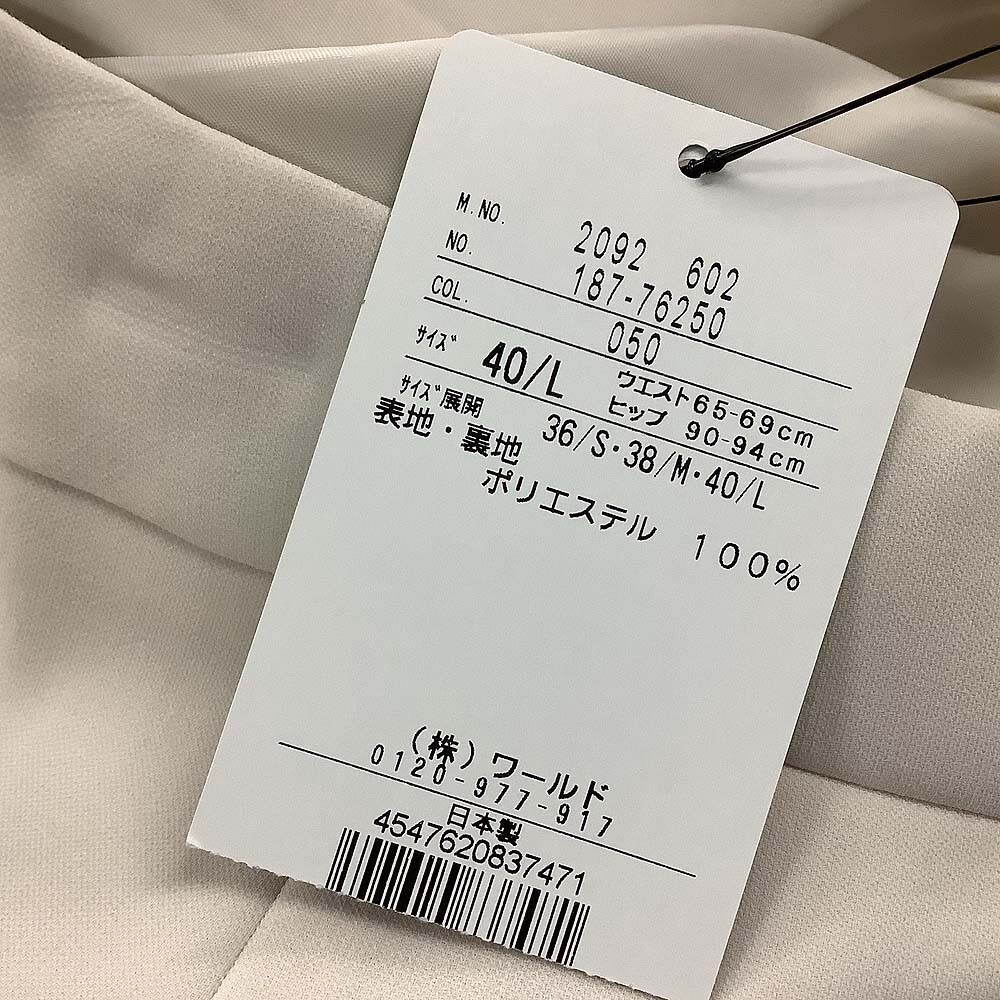 M.NO. 2092 602
NO. 187-76250
COL. 050
サイズ 40/L ウエスト65-69cm
ヒップ 90-94cm
サイズ展開 36/S・38/M・40/L
表地・裏地
ポリエステル 100%
(株)ワールド
0120-977-917
日本製
4547620837471